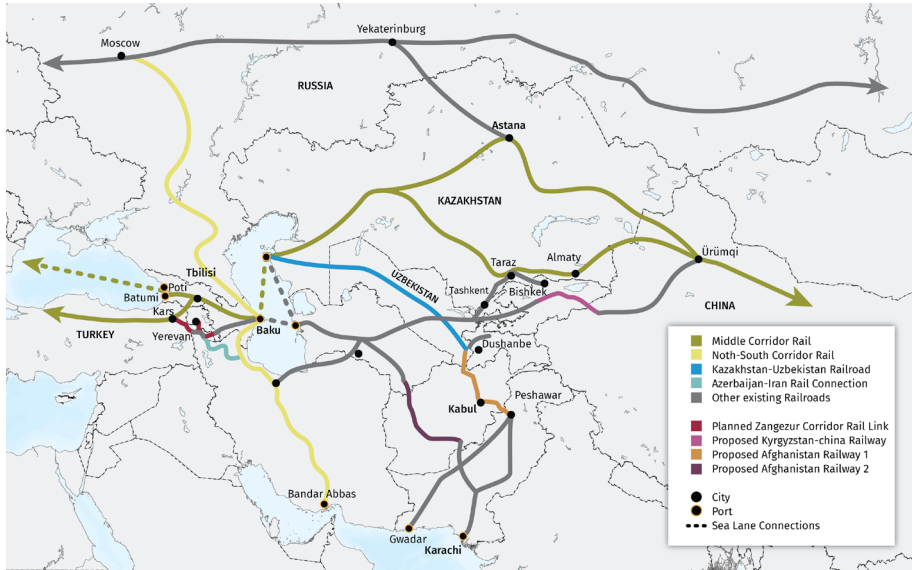 Yekaterinburg
Moscow
RUSSIA
Astana
KAZAKHSTAN
Tbilisi
Taraz
Almaty
Ürümqi
UZBEKISTAN
Poti
Batumi
Tashkent
Bishkek
Kars
CHINA
TURKEY
Yerevan
Baku
Dushanbe
Kabul
Peshawar
Bandar Abbas
Gwadar
Karachi
Middle Corridor Rail
Noth-South Corridor Rail
Kazakhstan-Uzbekistan Railroad
Azerbaijan-Iran Rail Connection
Other existing Railroads
Planned Zangezur Corridor Rail Link
Proposed Kyrgyzstan-china Railway
Proposed Afghanistan Railway 1
Proposed Afghanistan Railway 2
City
Port
Sea Lane Connections